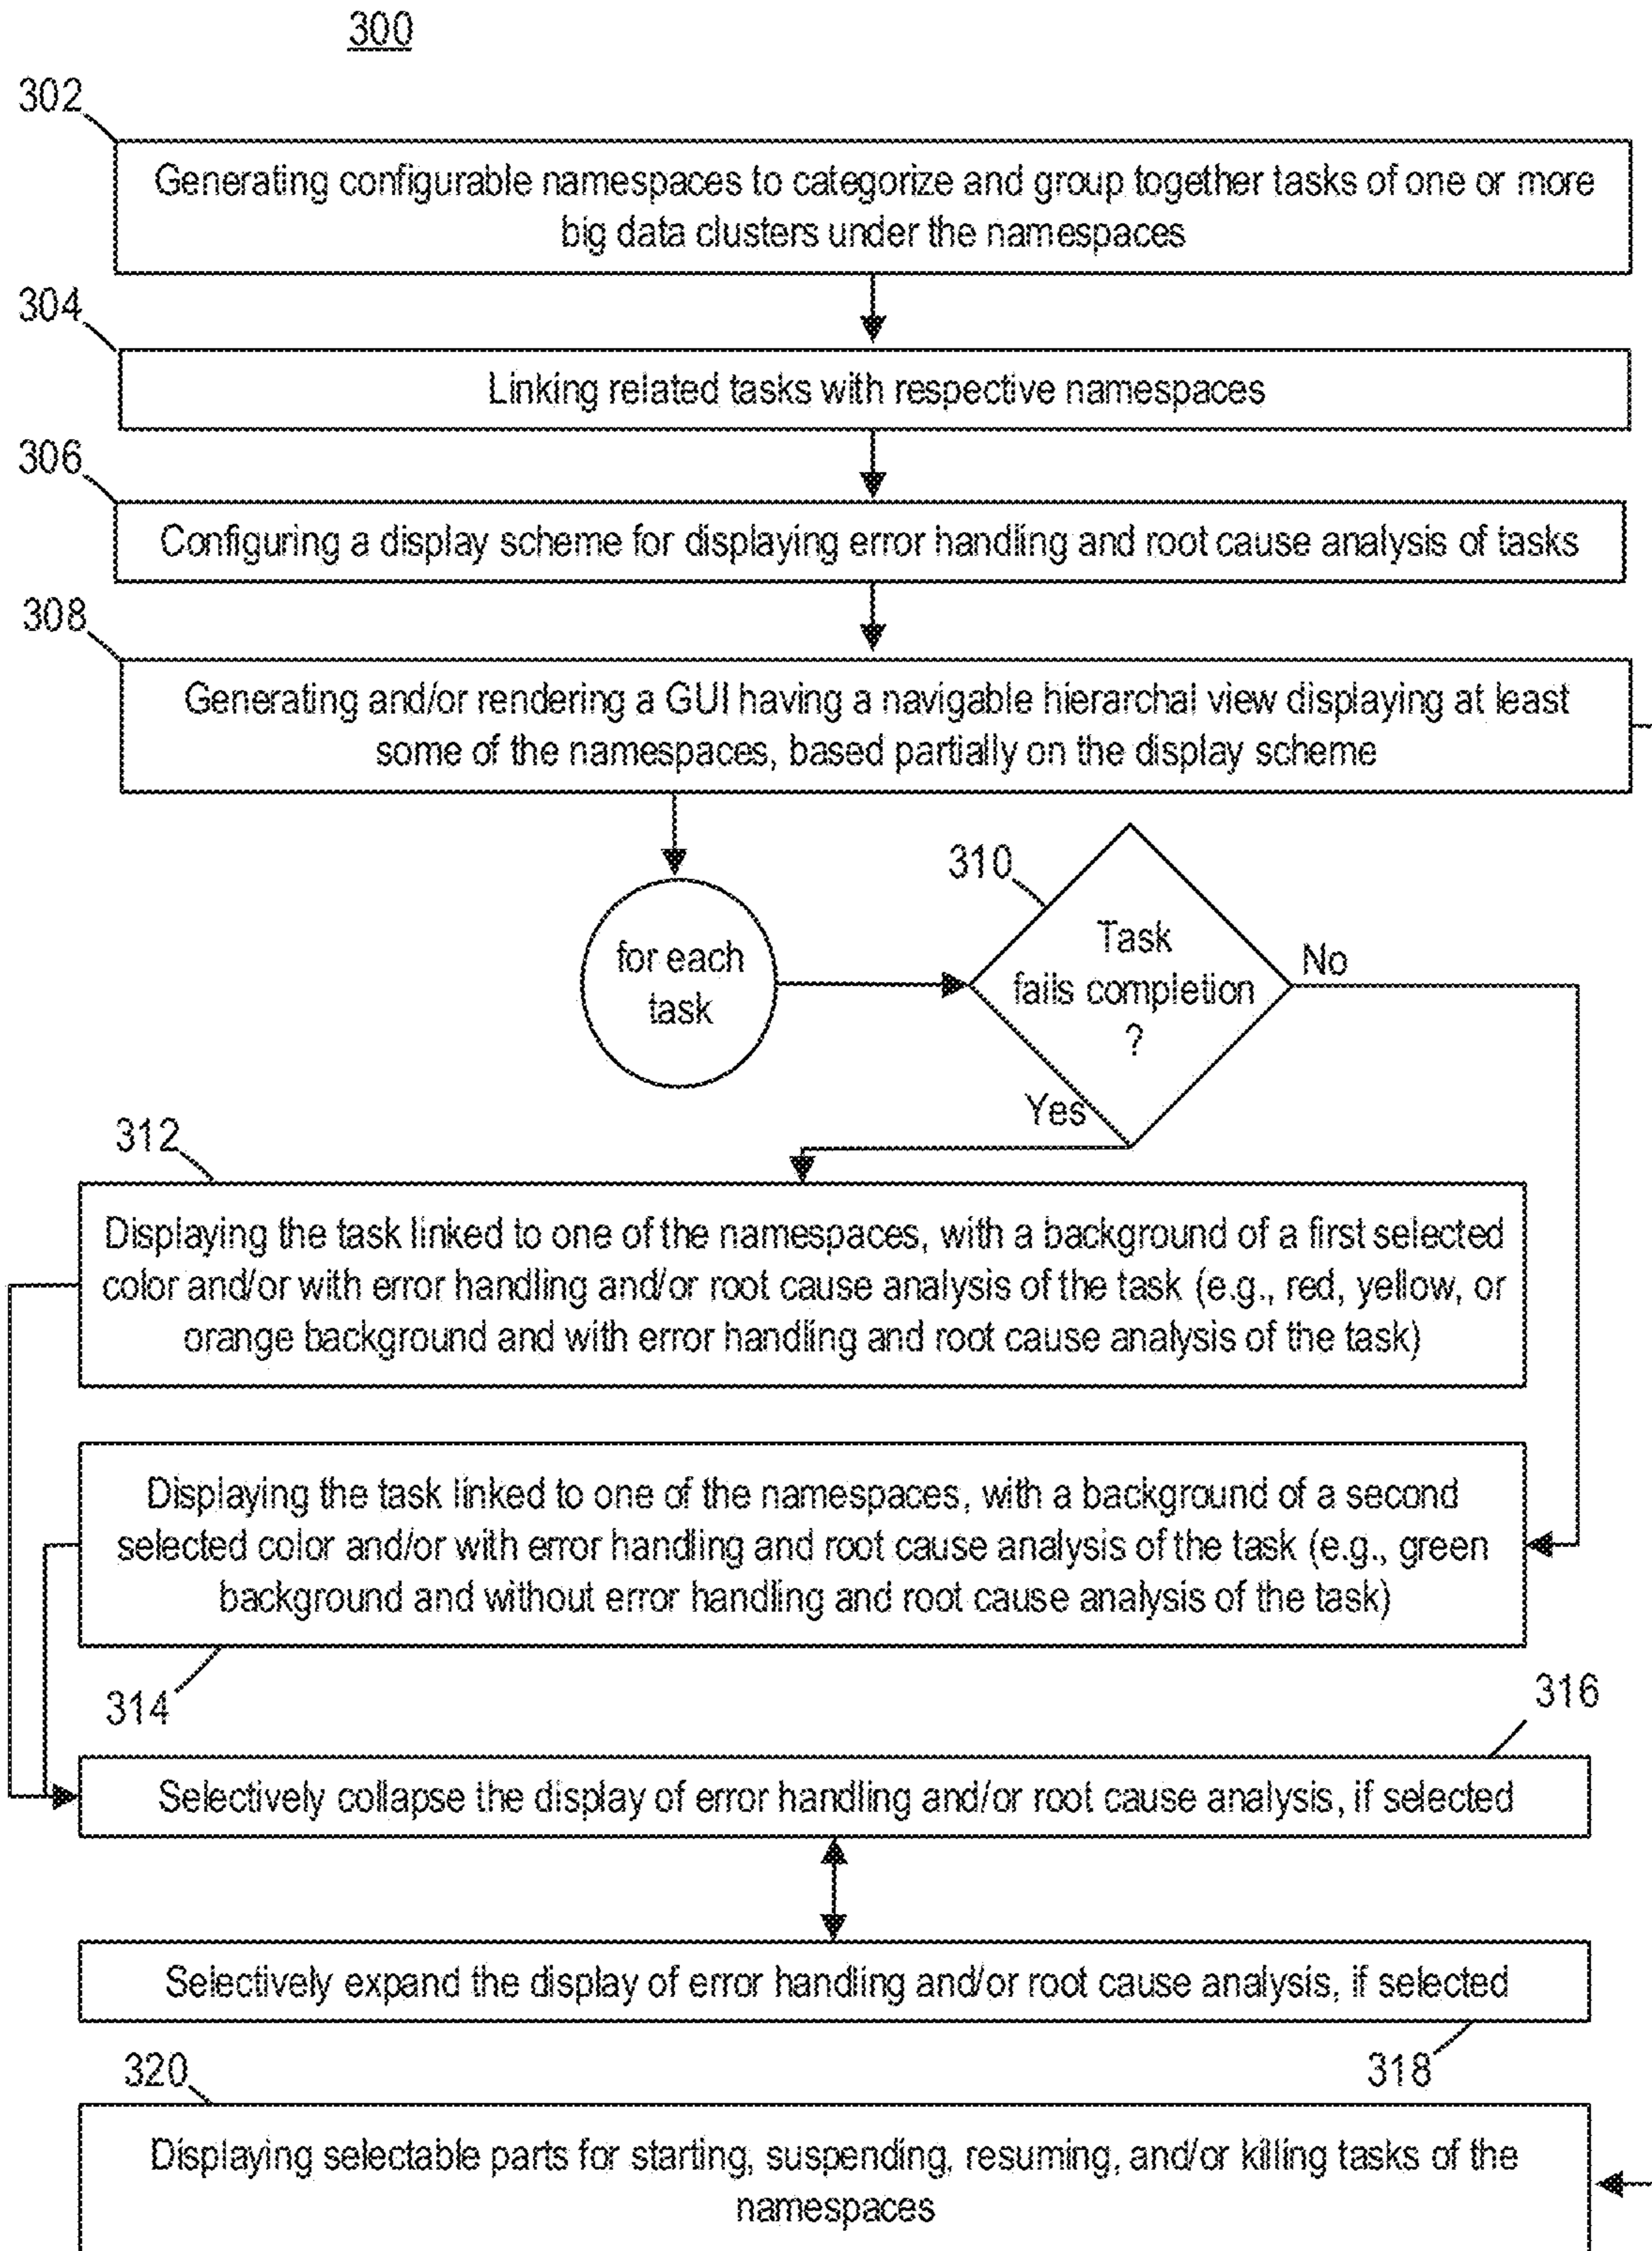 300
302
Generating configurable namespaces to categorize and group together tasks of one or more
big data clusters under the namespaces
304
Linking related tasks with respective namespaces
306
Configuring a display scheme for displaying error handling and root cause analysis of tasks
308
Generating and/or rendering a GUI having a navigable hierarchal view displaying at least
some of the namespaces, based partially on the display scheme
310
for each
task
Task
fails completion
?
No
Yes
312
Displaying the task linked to one of the namespaces, with a background of a first selected
color and/or with error handling and/or root cause analysis of the task (e.g., red, yellow, or
orange background and with error handling and root cause analysis of the task)
Displaying the task linked to one of the namespaces, with a background of a second
selected color and/or with error handling and root cause analysis of the task (e.g., green
background and without error handling and root cause analysis of the task)
314
316
Selectively collapse the display of error handling and/or root cause analysis, if selected
Selectively expand the display of error handling and/or root cause analysis, if selected
318
320
Displaying selectable parts for starting, suspending, resuming, and/or killing tasks of the
namespaces